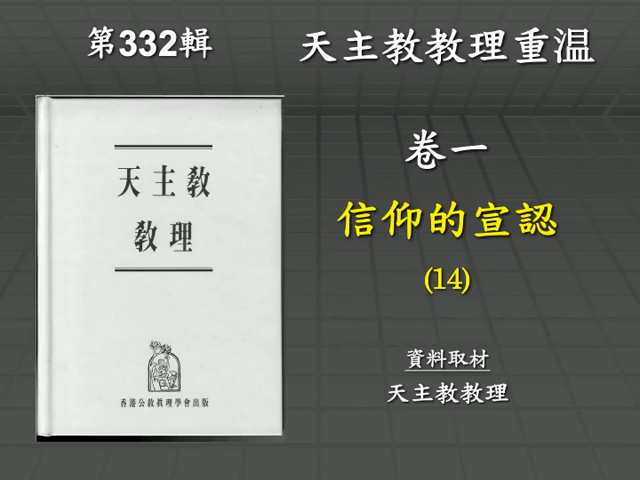 第332輯
天主教教理重温
卷一
信仰的宣認
(14)
資料取材
天主教教理
天主教
教理
香港公教真理學會出版